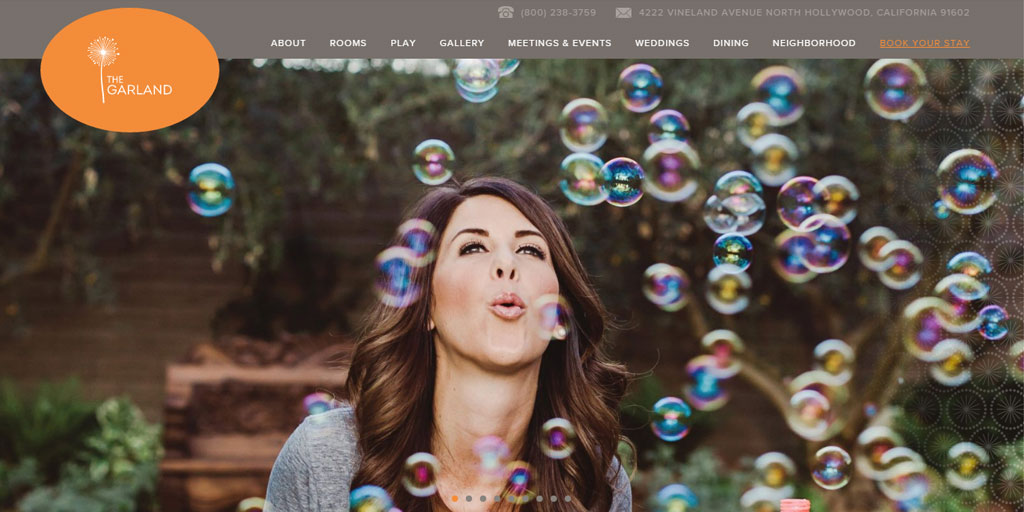 (800) 238-3759 4222 VINELAND AVENUE NORTH HOLLYWOOD, CALIFORNIA 91602
ABOUT ROOMS PLAY GALLERY MEETINGS & EVENTS WEDDINGS DINING NEIGHBORHOOD BOOK YOUR STAY
THE
GARLAND